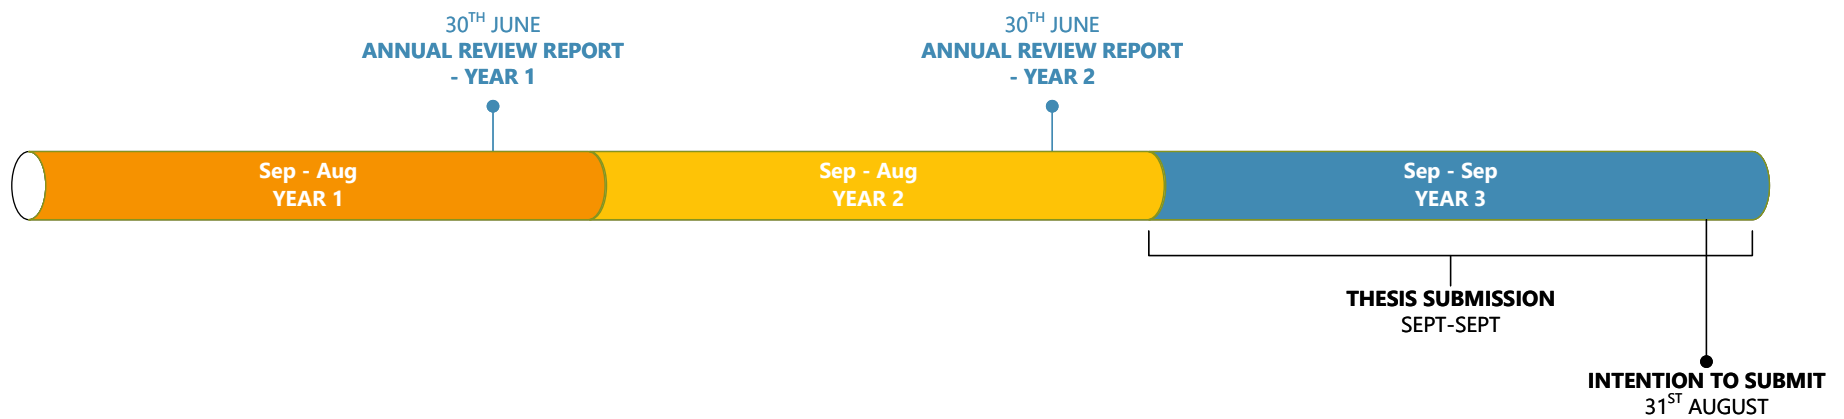 30TH JUNE
ANNUAL REVIEW REPORT
- YEAR 1
30TH JUNE
ANNUAL REVIEW REPORT
- YEAR 2
Sep - Aug
YEAR 1
Sep - Aug
YEAR 2
Sep - Sep
YEAR 3
THESIS SUBMISSION
SEPT-SEPT
INTENTION TO SUBMIT
31ST AUGUST